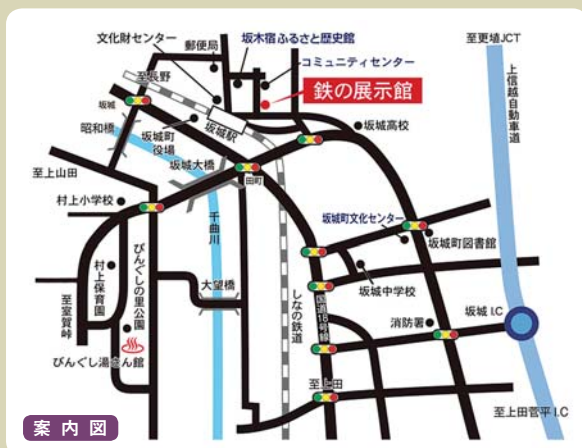 坂木宿ふるさと歴史館
郵便局
文化財センター
至更埴JCT
コミュニティセンター
至長野
鉄の展示館
上信越自動車道
坂城
昭和橋
坂城町
役場
坂城駅
坂城高校
坂城大橋
至上山田
田町
村上小学校
千曲川
坂城町文化センター
坂城町図書館
びんぐしの里公園
村上保育園
大望橋
しなの鉄道
坂城中学校
国道18号線
至室賀峠
消防署
坂城 I.C
びんぐし湯さん館
至上田
至上田菅平 I.C
案内図